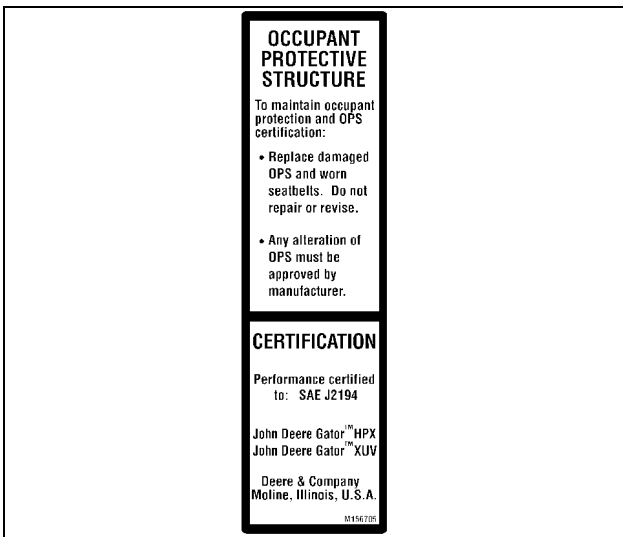 OCCUPANT
PROTECTIVE
STRUCTURE
To maintain occupant
protection and OPS
certification:
• Replace damaged
OPS and worn
seatbelts. Do not
repair or revise.
• Any alteration of
OPS must be
approved by
manufacturer.
CERTIFICATION
Performance certified
to: SAE J2194
John Deere Gator™HPX
John Deere Gator™XUV
Deere & Company
Moline, Illinois, U.S.A.
M156705